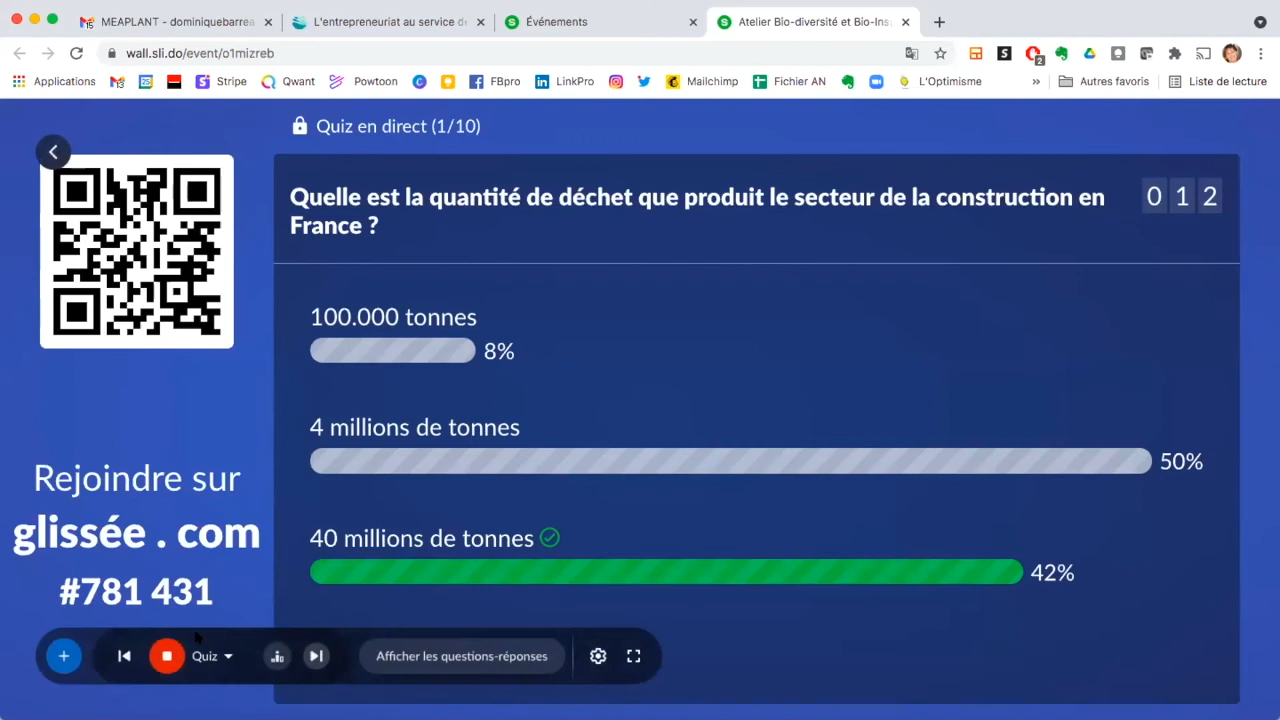 MEAPLANT - dominiquebarrea
L'entrepreneuriat au service de
Événements
Atelier Bio-diversité et Bio-Ins
wall.sli.do/event/o1mizreb
Applications
Stripe
Qwant
Powtoon
FBpro
LinkPro
Mailchimp
Fichier AN
L'Optimisme
»
Autres favoris
Liste de lecture
Quiz en direct (1/10)
Quelle est la quantité de déchet que produit le secteur de la construction en
France ?
0 1 2
100.000 tonnes
8%
4 millions de tonnes
50%
40 millions de tonnes
42%
Rejoindre sur
glissée . com
#781 431
Quiz
Afficher les questions-réponses